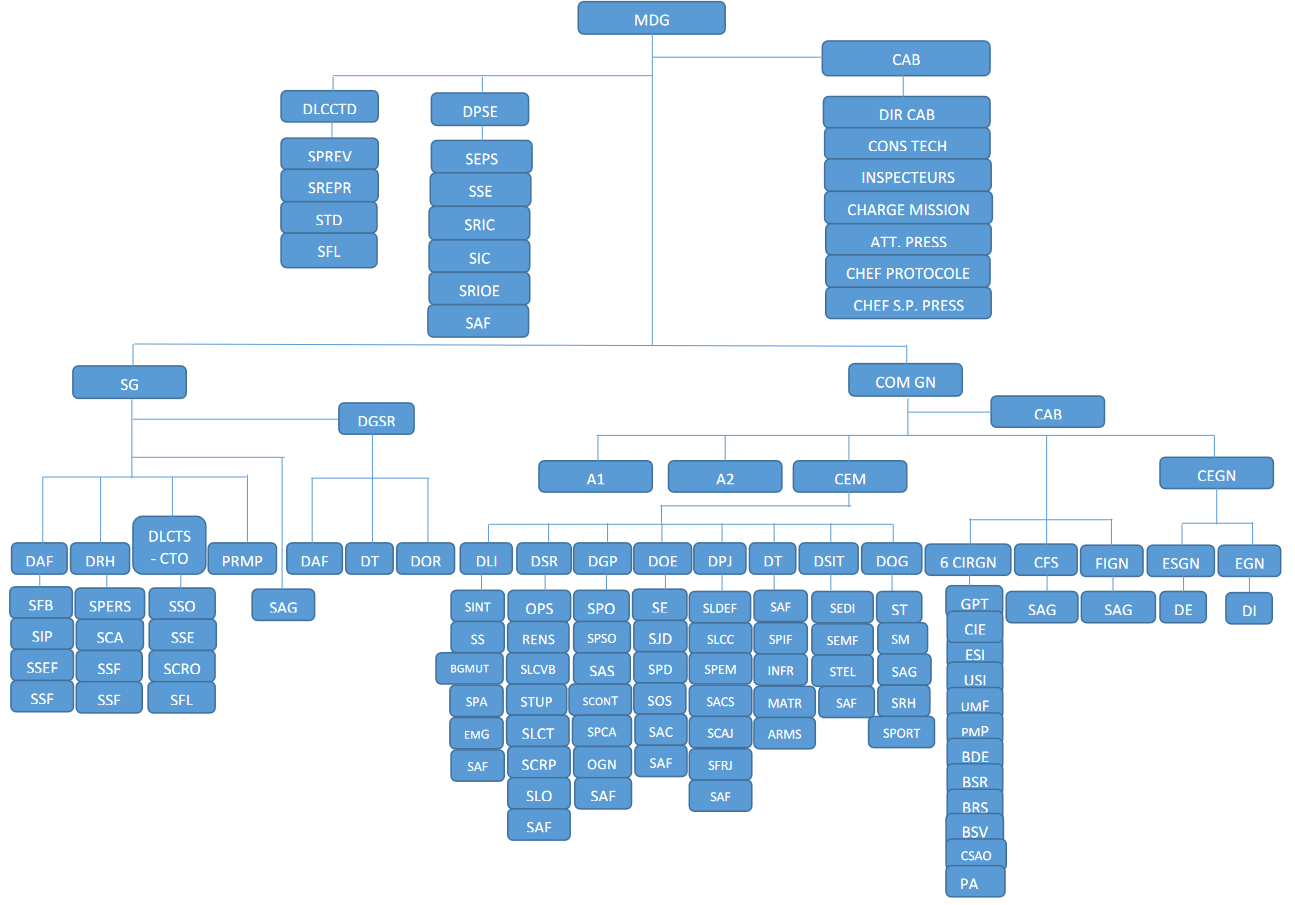 MDG
CAB
DLCCTD
DPSE
DIR CAB
CONS TECH
INSPECTEURS
CHARGE MISSION
ATT. PRESS
CHEF PROTOCOLE
CHEF S.P. PRESS
SPREV
SREPR
STD
SFL
SEPS
SSE
SRIC
SIC
SRIOE
SAF
SG
COM GN
DGSR
CAB
A1
A2
CEM
CEGN
DAF
DRH
DLCTS
- CTO
PRMP
DAF
DT
DOR
DLI
DSR
DGP
DOE
DPJ
DT
DSIT
DOG
6 CIRGN
CFS
FIGN
ESGN
EGN
SFB
SIP
SSEF
SSF
SPERS
SCA
SSF
SSF
SSO
SSE
SCRO
SFL
SAG
SINT
SS
BGMUT
SPA
EMG
SAF
OPS
RENS
SLCVB
STUP
SLCT
SCRP
SLO
SAF
SPO
SPSO
SAS
SCONT
SPCA
OGN
SAF
SE
SJD
SPD
SOS
SAC
SAF
SLDEF
SLCC
SPEM
SACS
SCAJ
SFRJ
SAF
SAF
SPIF
INFR
MATR
ARMS
SEDI
SEMF
STEL
SAF
ST
SM
SAG
SRH
SPORT
GPT
CIE
ESI
USI
UMF
PMP
BDE
BSR
BRS
BSV
CSAO
PA
SAG
SAG
DE
DI